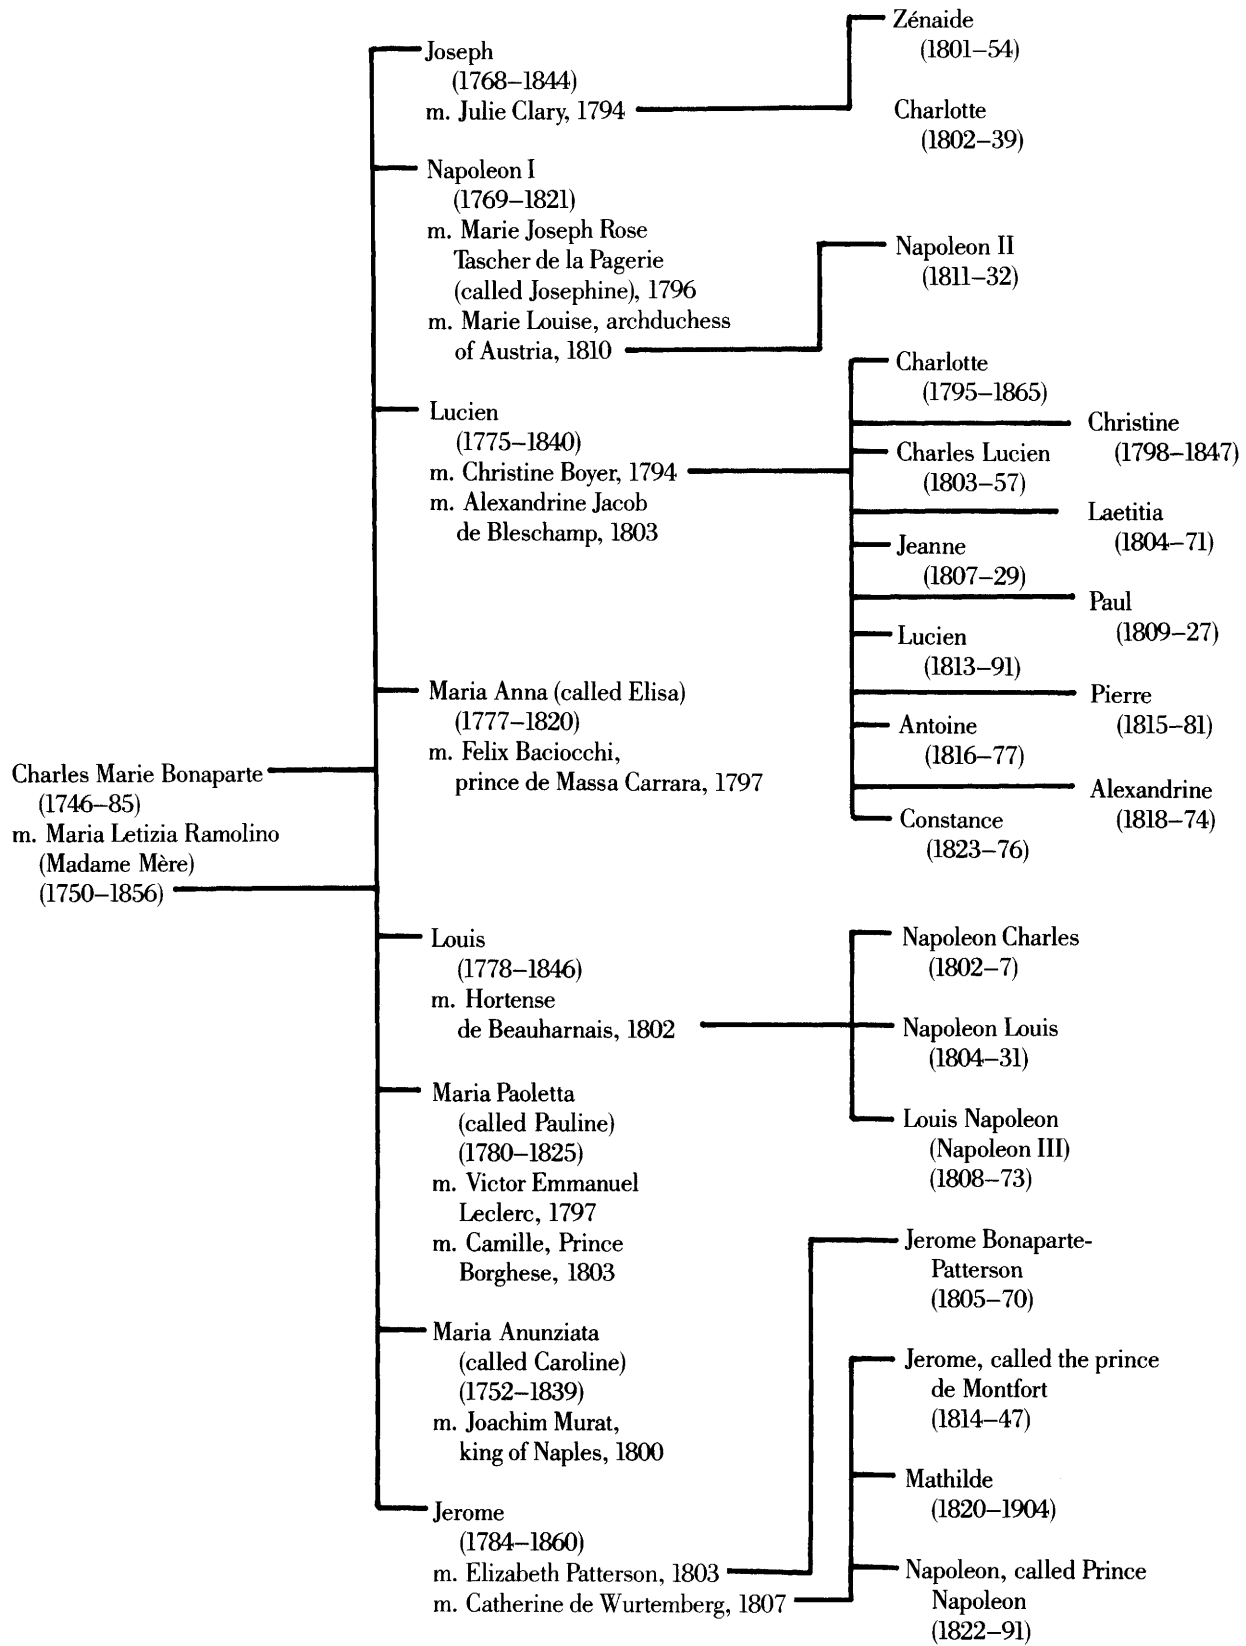 Charles Marie Bonaparte
(1746–85)
m. Maria Letizia Ramolino
(Madame Mère)
(1750–1856)
Joseph
(1768–1844)
m. Julie Clary, 1794
Zénaide
(1801–54)
Charlotte
(1802–39)
Napoleon I
(1769–1821)
m. Marie Joseph Rose
Tascher de la Pagerie
(called Josephine), 1796
m. Marie Louise, archduchess
of Austria, 1810
Napoleon II
(1811–32)
Lucien
(1775–1840)
m. Christine Boyer, 1794
m. Alexandrine Jacob
de Bleschamp, 1803
Charlotte
(1795–1865)
Christine
(1798–1847)
Charles Lucien
(1803–57)
Laetitia
(1804–71)
Jeanne
(1807–29)
Paul
(1809–27)
Lucien
(1813–91)
Pierre
(1815–81)
Antoine
(1816–77)
Alexandrine
(1818–74)
Constance
(1823–76)
Maria Anna (called Elisa)
(1777–1820)
m. Felix Baciocchi,
prince de Massa Carrara, 1797
Louis
(1778–1846)
m. Hortense
de Beauharnais, 1802
Napoleon Charles
(1802–7)
Napoleon Louis
(1804–31)
Louis Napoleon
(Napoleon III)
(1808–73)
Maria Paoletta
(called Pauline)
(1780–1825)
m. Victor Emmanuel
Leclerc, 1797
m. Camille, Prince
Borghese, 1803
Maria Anunziata
(called Caroline)
(1752–1839)
m. Joachim Murat,
king of Naples, 1800
Jerome
(1784–1860)
m. Elizabeth Patterson, 1803
m. Catherine de Wurtemberg, 1807
Jerome Bonaparte-
Patterson
(1805–70)
Jerome, called the prince
de Montfort
(1814–47)
Mathilde
(1820–1904)
Napoleon, called Prince
Napoleon
(1822–91)